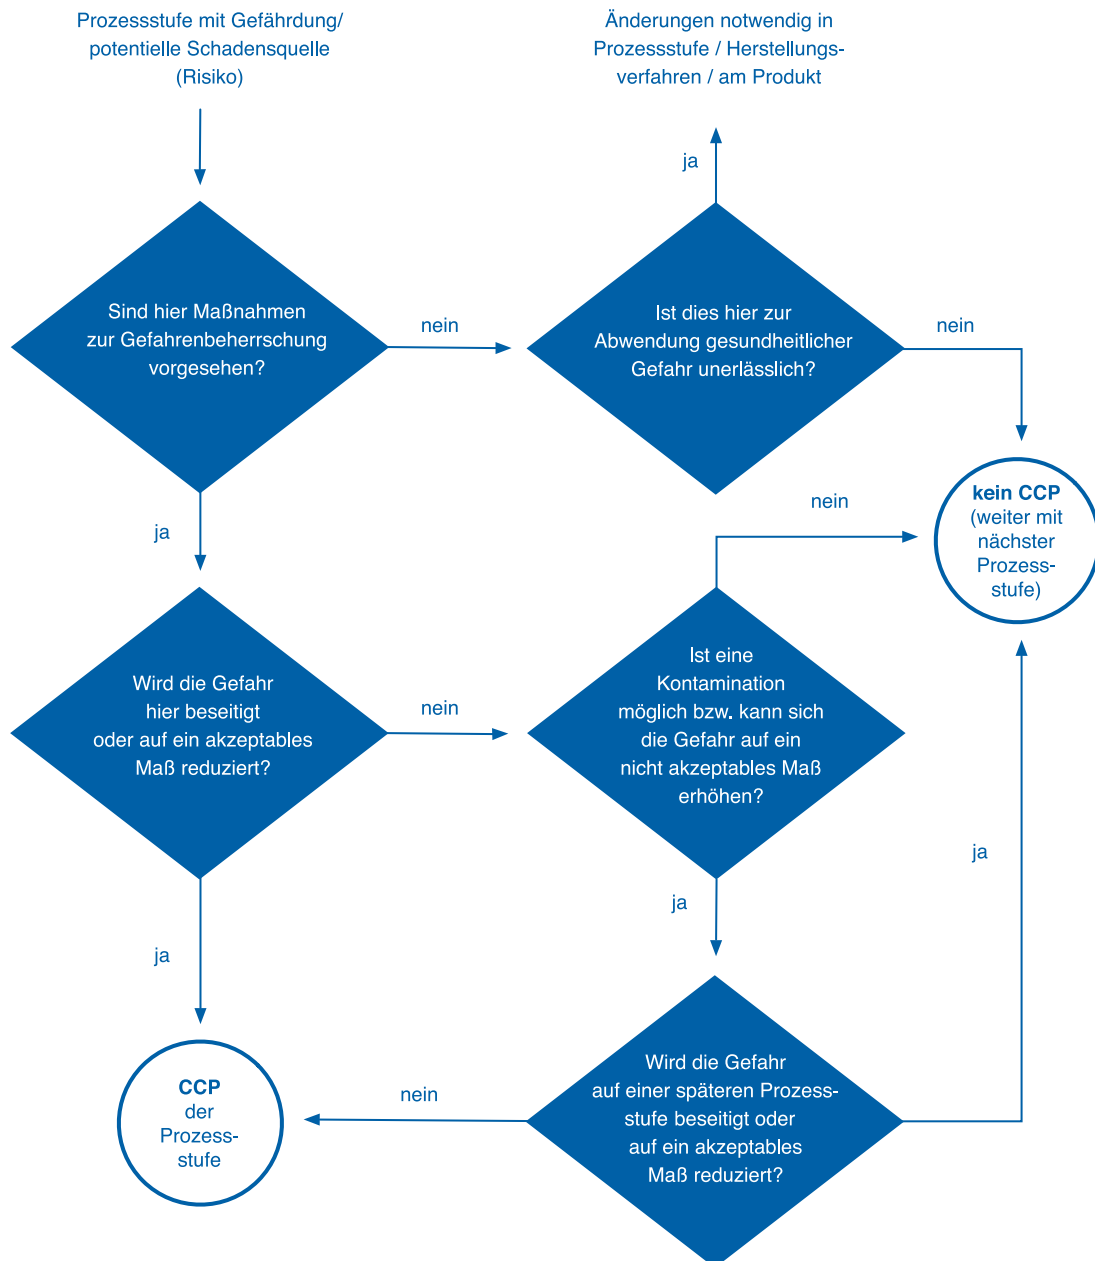 Prozessstufe mit Gefährdung/
potentielle Schadensquelle
(Risiko)
Änderungen notwendig in
Prozessstufe / Herstellungs-
verfahren / am Produkt
ja
Sind hier Maßnahmen
zur Gefahrenbeherrschung
vorgesehen?
nein
Ist dies hier zur
Abwendung gesundheitlicher
Gefahr unerlässlich?
nein
kein CCP
(weiter mit
nächster
Prozess-
stufe)
nein
ja
Wird die Gefahr
hier beseitigt
oder auf ein akzeptables
Maß reduziert?
nein
Ist eine
Kontamination
möglich bzw. kann sich
die Gefahr auf ein
nicht akzeptables Maß
erhöhen?
ja
ja
ja
CCP
der
Prozess-
stufe
nein
Wird die Gefahr
auf einer späteren Prozess-
stufe beseitigt oder
auf ein akzeptables
Maß reduziert?